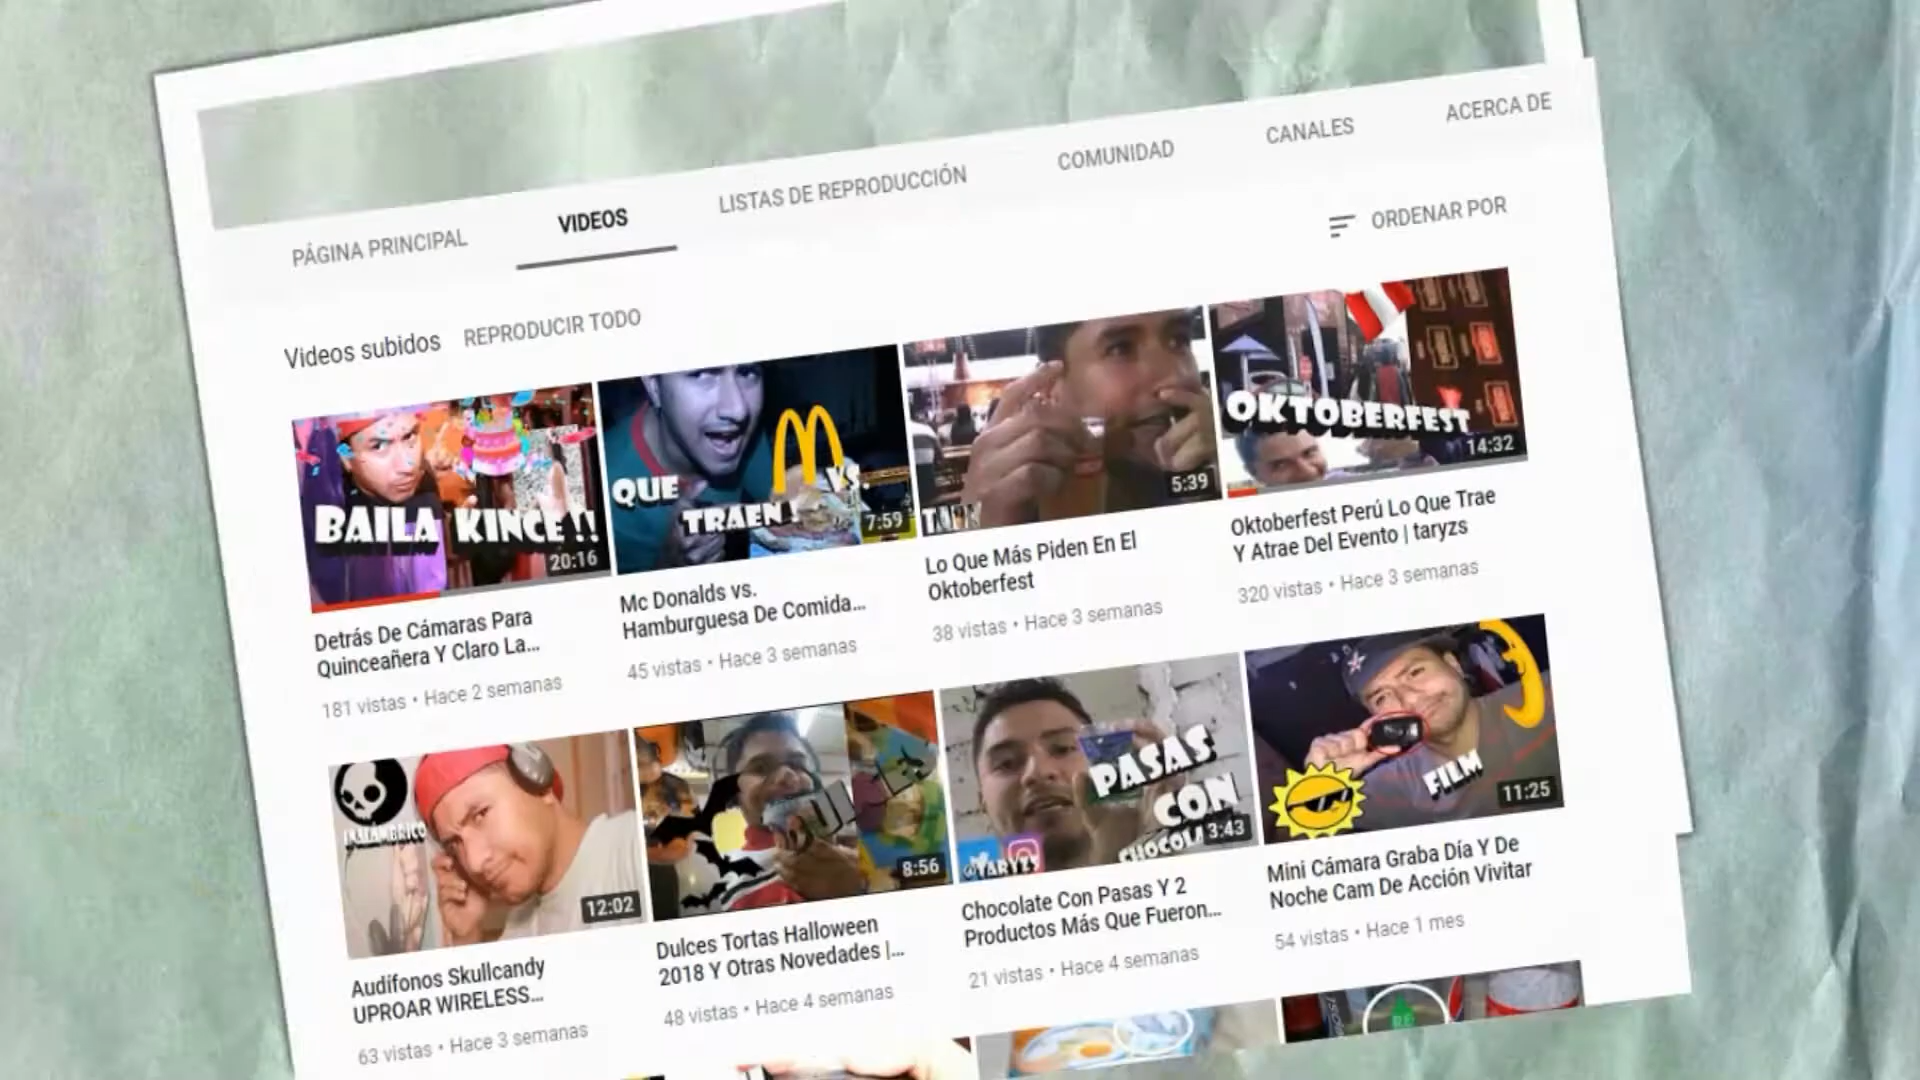 PÁGINA PRINCIPAL
VIDEOS
LISTAS DE REPRODUCCIÓN
COMUNIDAD
CANALES
ACERCA DE
Videos subidos
REPRODUCIR TODO
ORDENAR POR
BAILA KINCE !!
20:16
Detrás De Cámaras Para
Quinceañera Y Claro La...
181 vistas • Hace 2 semanas
QUE
VS.
TRAEN
7:59
Mc Donalds vs.
Hamburguesa De Comida...
45 vistas • Hace 3 semanas
5:39
Lo Que Más Piden En El
Oktoberfest
38 vistas • Hace 3 semanas
OKTOBERFEST
14:32
Oktoberfest Perú Lo Que Trae
Y Atrae Del Evento | taryzs
320 vistas • Hace 3 semanas
INALAMBRICO
12:02
Audífonos Skullcandy
UPROAR WIRELESS...
63 vistas • Hace 3 semanas
8:56
Dulces Tortas Halloween
2018 Y Otras Novedades |...
48 vistas • Hace 4 semanas
PASAS
CON
CHOCOLA
@TARYZS
3:43
Chocolate Con Pasas Y 2
Productos Más Que Fueron...
21 vistas • Hace 4 semanas
FILM
11:25
Mini Cámara Graba Día Y De
Noche Cam De Acción Vivitar
54 vistas • Hace 1 mes